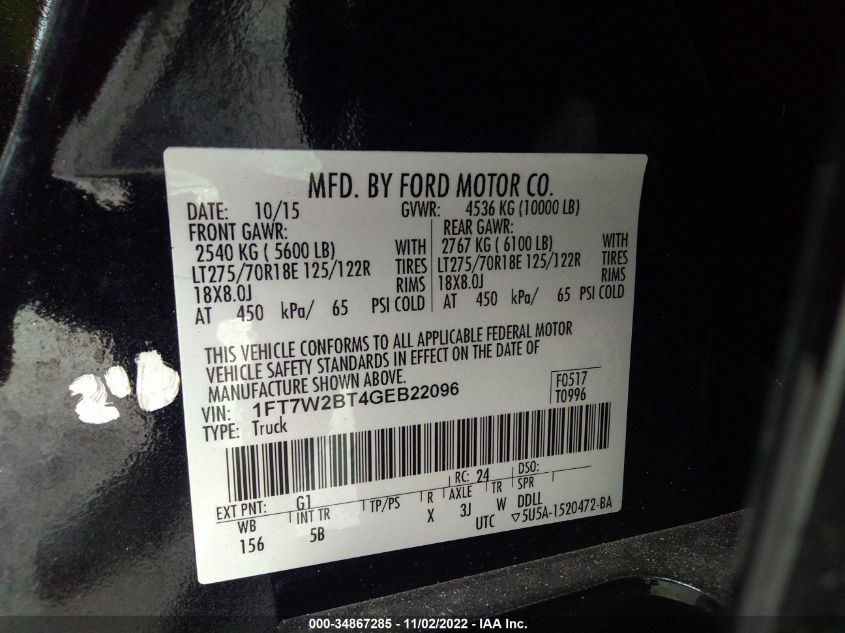 MFD. BY FORD MOTOR CO.
DATE: 10/15 GVWR: 4536 KG (10000 LB)
FRONT GAWR: REAR GAWR:
2540 KG ( 5600 LB) WITH 2767 KG ( 6100 LB) WITH
LT275/70R18E 125/122R TIRES LT275/70R18E 125/122R TIRES
18X8.0J RIMS 18X8.0J RIMS
AT 450 kPa/ 65 PSI COLD AT 450 kPa/ 65 PSI COLD
THIS VEHICLE CONFORMS TO ALL APPLICABLE FEDERAL MOTOR
VEHICLE SAFETY STANDARDS IN EFFECT ON THE DATE OF
MANUFACTURE SHOWN ABOVE.
VIN: 1FT7W2BT4GEB22096
TYPE: Truck
F0517
T0996
EXT PNT: G1 RC: 24 DSO:
WB INT TR TP/PS R AXLE TR SPR
156 5B X 3J W DDLL
UTC ▽5U5A-1520472-BA
000-34867285 - 11/02/2022 - IAA Inc.